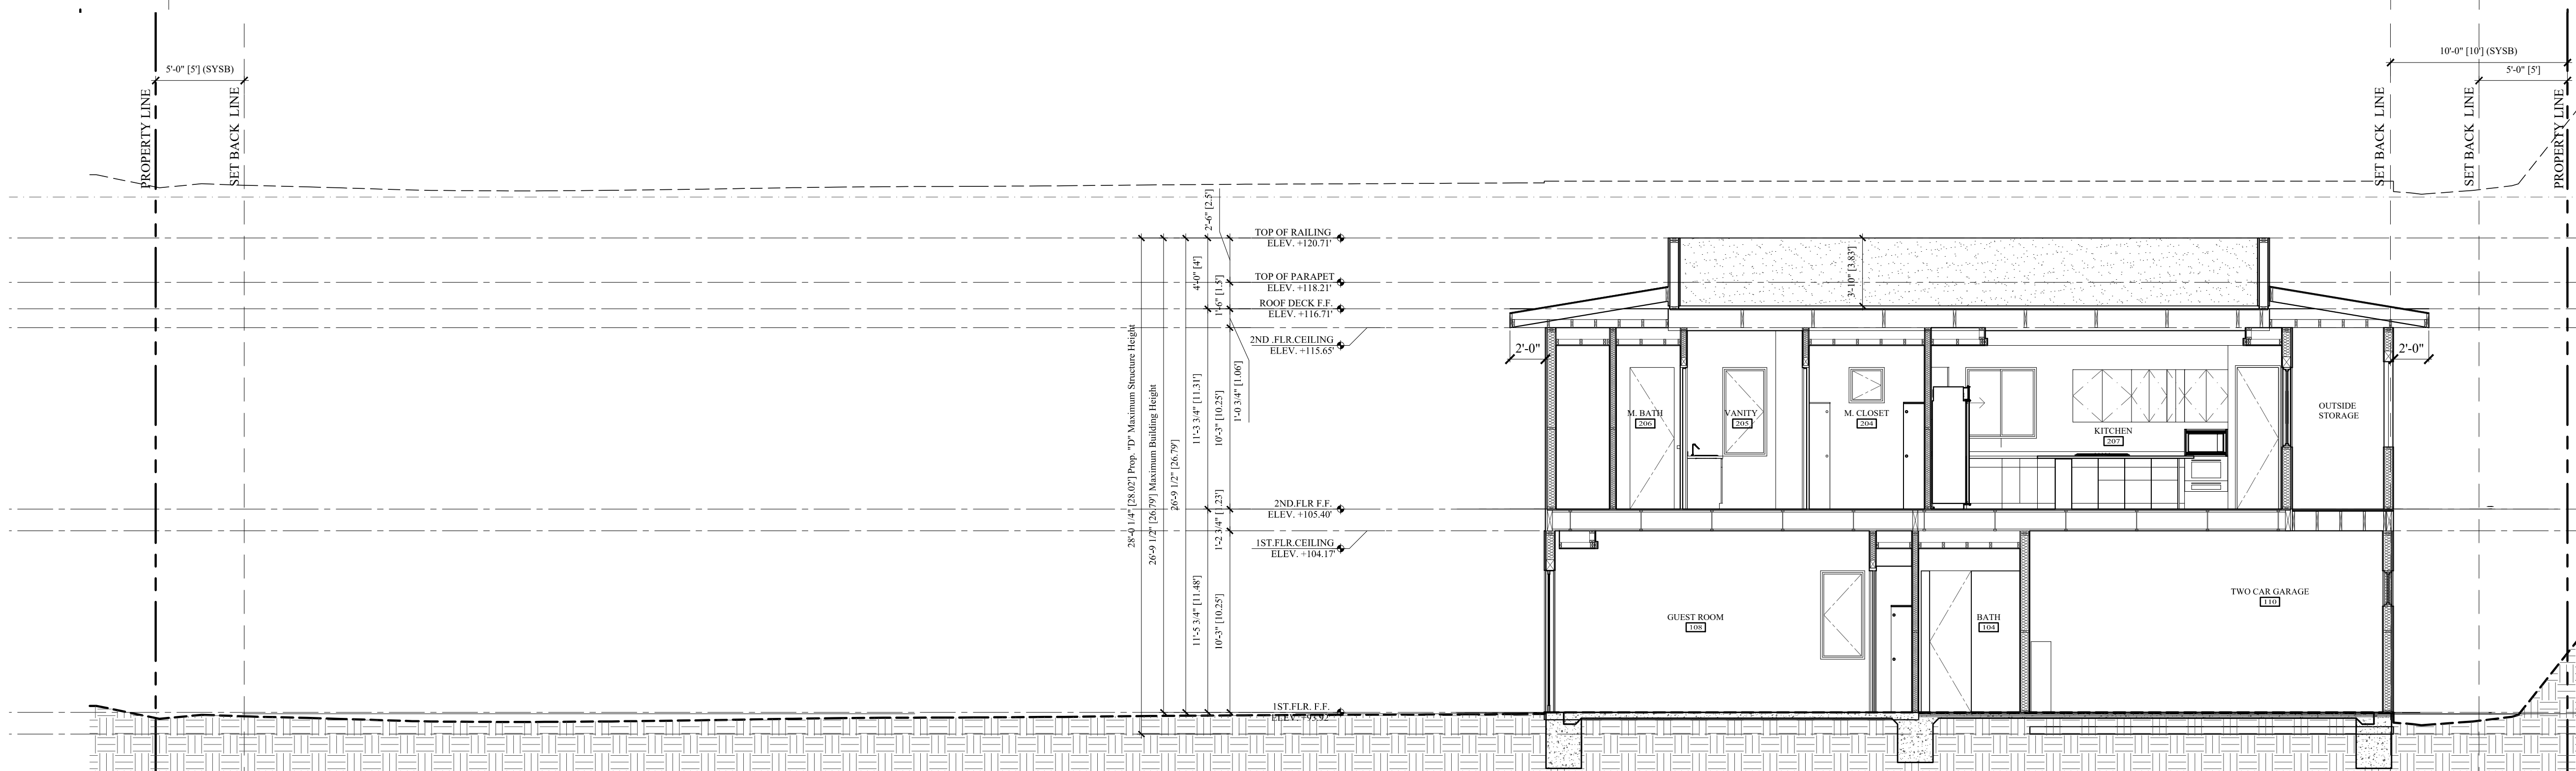 5'-0" [5'] (SYSB)
PROPERTY LINE
SET BACK LINE
10'-0" [10'] (SYSB)
5'-0" [5']
SET BACK LINE
SET BACK LINE
PROPERTY LINE
2'-6" [2.5']
TOP OF RAILING
ELEV. +120.71'
4'-0" [4']
1'-6" [1.5']
TOP OF PARAPET
ELEV. +118.21'
ROOF DECK F.F.
ELEV. +116.71'
3'-10" [3.83']
2ND .FLR.CEILING
ELEV. +115.65'
2'-0"
2'-0"
28'-0 1/4" [28.02'] Prop. "D" Maximum Structure Height
26'-9 1/2" [26.79'] Maximum Building Height
26'-9 1/2" [26.79']
11'-3 3/4" [11.31']
10'-3" [10.25']
1'-0 3/4" [1.06']
M. BATH
206
VANITY
205
M. CLOSET
204
KITCHEN
207
OUTSIDE
STORAGE
2ND.FLR F.F.
ELEV. +105.40'
1'-2 3/4" [1.23']
1ST.FLR.CEILING
ELEV. +104.17'
11'-5 3/4" [11.48']
10'-3" [10.25']
GUEST ROOM
108
BATH
104
TWO CAR GARAGE
110
1ST.FLR. F.F.
ELEV. +93.92'